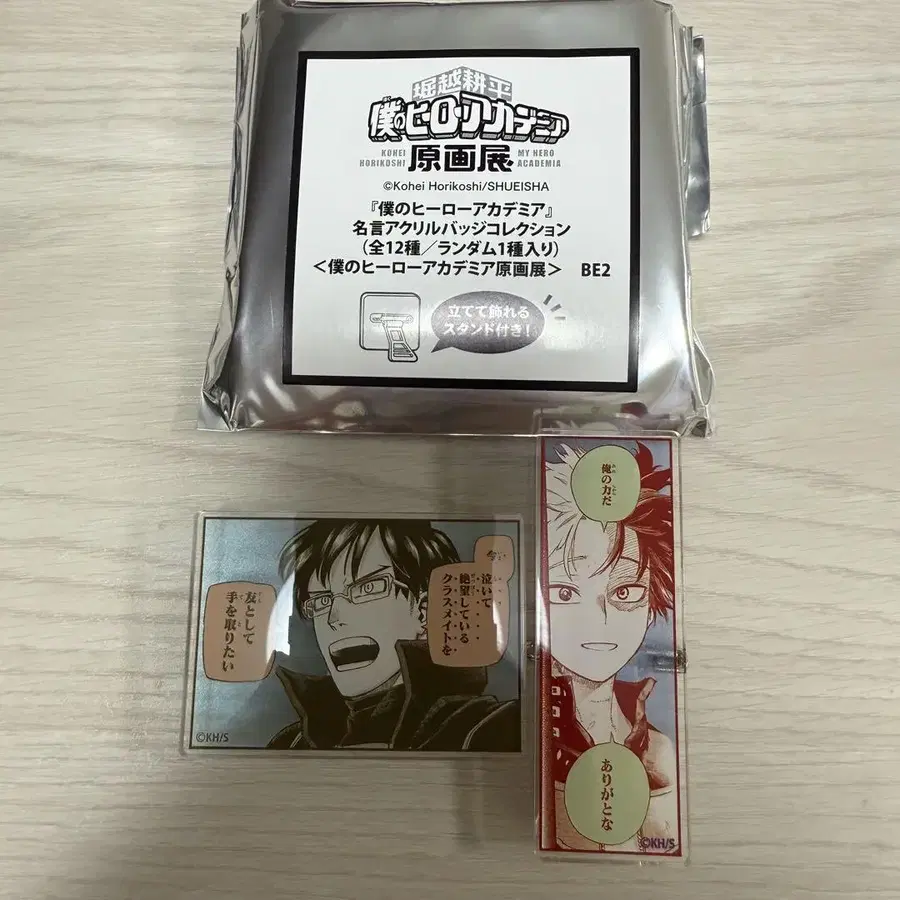 堀越耕平
僕のヒーローアカデミア
KOHEI
HORIKOSHI
原画展
MY HERO
ACADEMIA
©Kohei Horikoshi/SHUEISHA
『僕のヒーローアカデミア』
名言アクリルバッジコレクション
(全12種/ランダム1種入り)
<僕のヒーローアカデミア原画展> BE2
立てて飾れる
スタンド付き!
今
泣いて
絶望している
クラスメイトを
友として
手を取りたい
©KH/S
俺の力だ
ありがとな
©KH/S